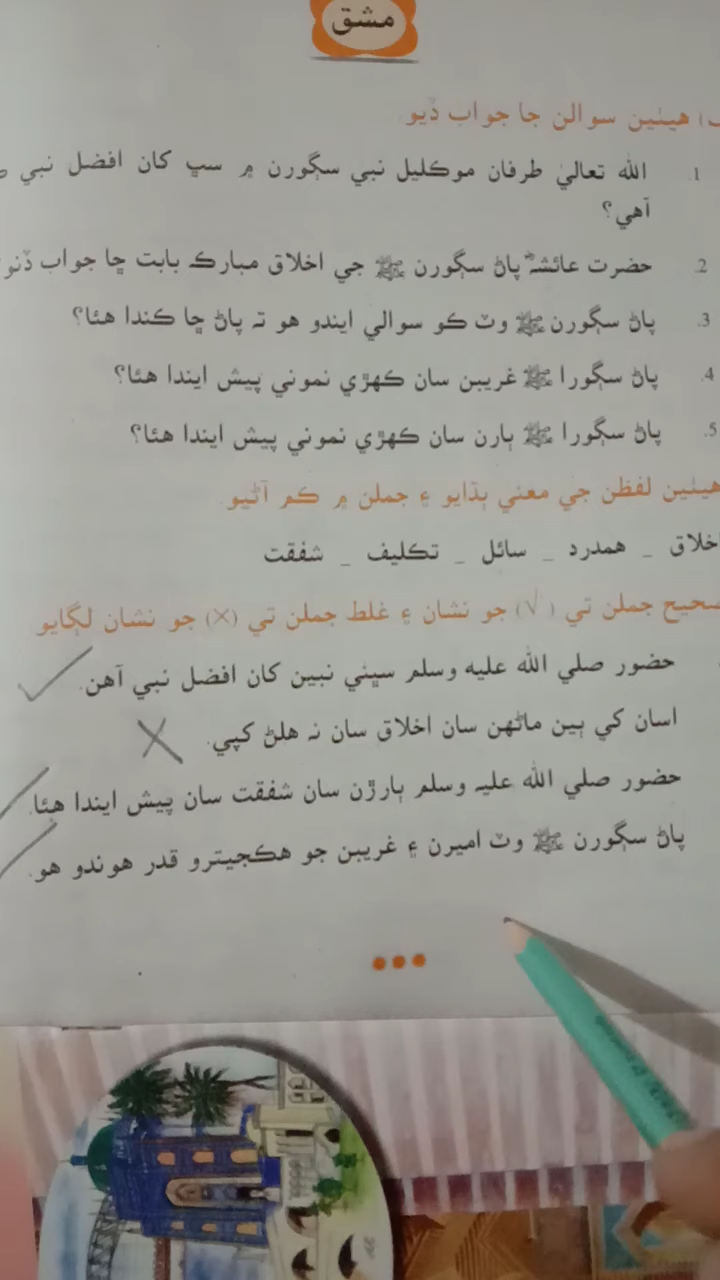 مشق
هيٺين سوالن جا جواب ڏيو
1. الله تعاليٰ طرفان موڪليل نبي سڳورن ۾ سڀ کان افضل نبي
آهي؟
2. حضرت عائشہؓ پاڻ سڳورن ﷺ جي اخلاق مبارڪ بابت ڇا جواب ڏنو
3. پاڻ سڳورن ﷺ وٽ ڪو سوالي ايندو هو تہ پاڻ ڇا ڪندا هئا؟
4. پاڻ سڳورا ﷺ غريبن سان ڪهڙي نموني پيش ايندا هئا؟
5. پاڻ سڳورا ﷺ ٻارن سان ڪهڙي نموني پيش ايندا هئا؟
هيٺين لفظن جي معني ٻڌايو ۽ جملن ۾ ڪم آڻيو
اخلاق _ همدرد _ سائل _ تڪليف _ شفقت
صحيح جملن تي (√) جو نشان ۽ غلط جملن تي (×) جو نشان لڳايو
حضور صلي الله عليه وسلم سڀني نبين کان افضل نبي آهن.
اسان کي ٻين ماڻهن سان اخلاق سان نہ هلڻ کپي.
حضور صلي الله عليہ وسلم ٻارڙن سان شفقت سان پيش ايندا هئا.
پاڻ سڳورن ﷺ وٽ اميرن ۽ غريبن جو هڪجيترو قدر هوندو هو.